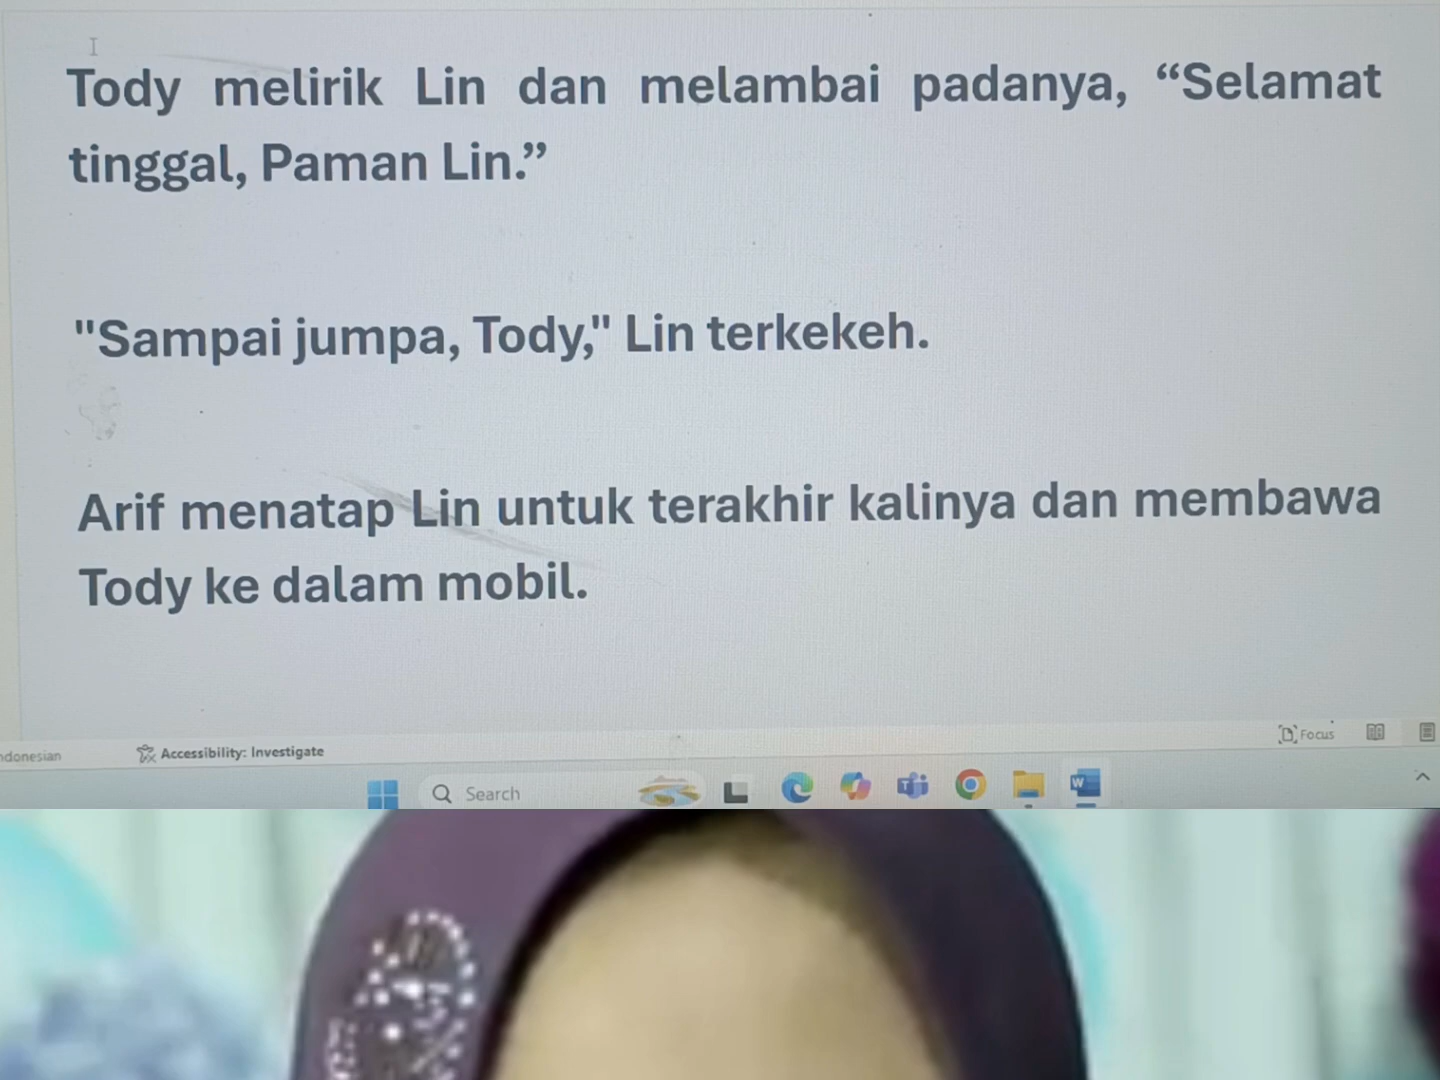 Tody melirik Lin dan melambai padanya, “Selamat
tinggal, Paman Lin.”
"Sampai jumpa, Tody," Lin terkekeh.
Arif menatap Lin untuk terakhir kalinya dan membawa
Tody ke dalam mobil.
ndonesian
Accessibility: Investigate
Focus
Search